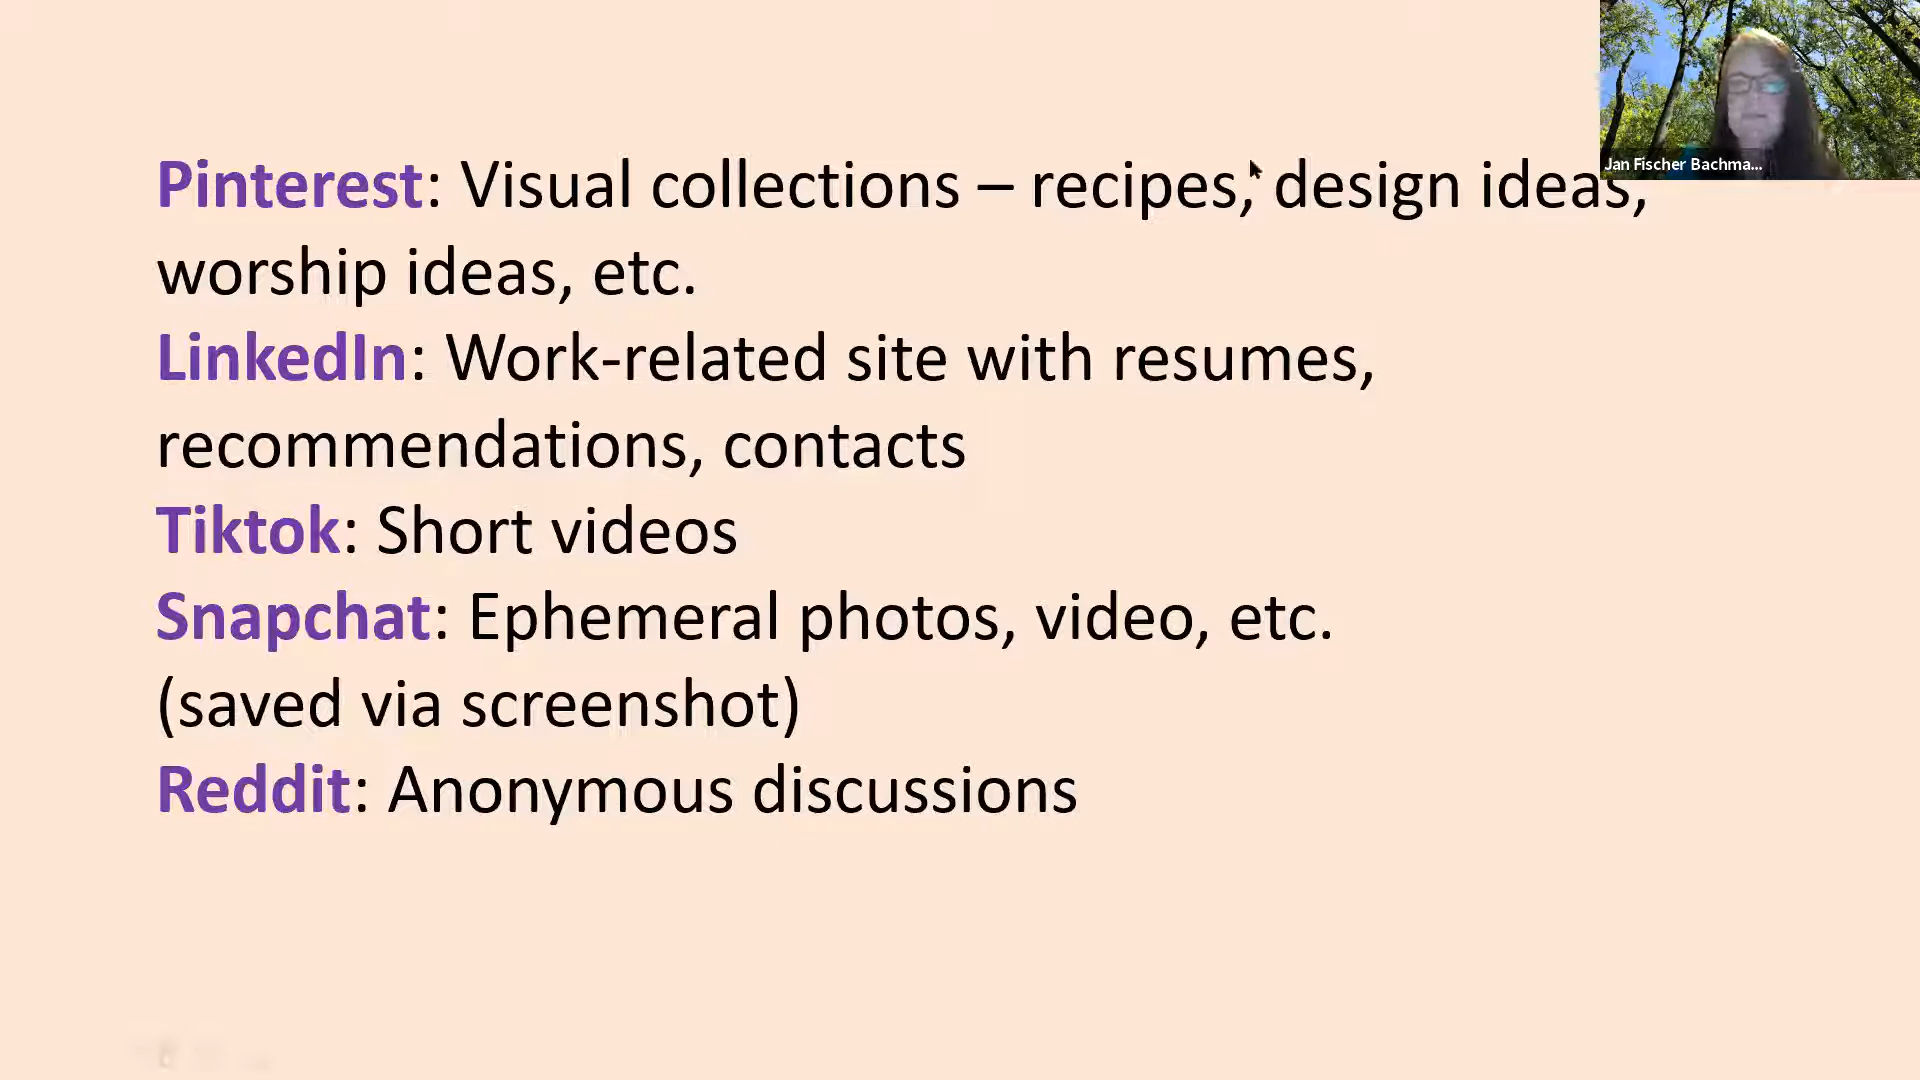 Pinterest: Visual collections – recipes, design ideas,
worship ideas, etc.
LinkedIn: Work-related site with resumes,
recommendations, contacts
Tiktok: Short videos
Snapchat: Ephemeral photos, video, etc.
(saved via screenshot)
Reddit: Anonymous discussions
Jan Fischer Bachma...